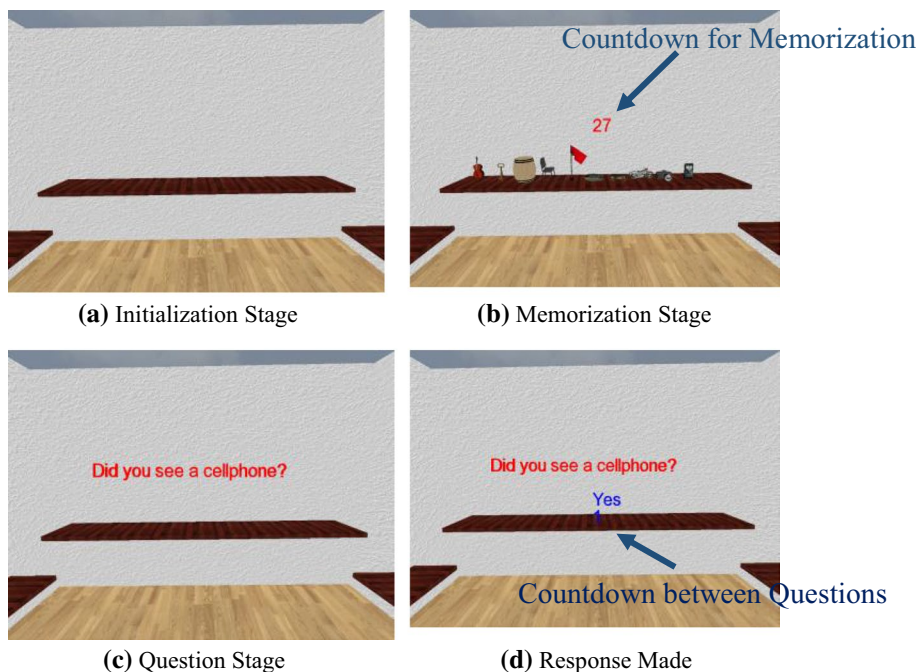 Countdown for Memorization
27
(a) Initialization Stage
(b) Memorization Stage
Did you see a cellphone?
Did you see a cellphone?
Yes
1
Countdown between Questions
(c) Question Stage
(d) Response Made